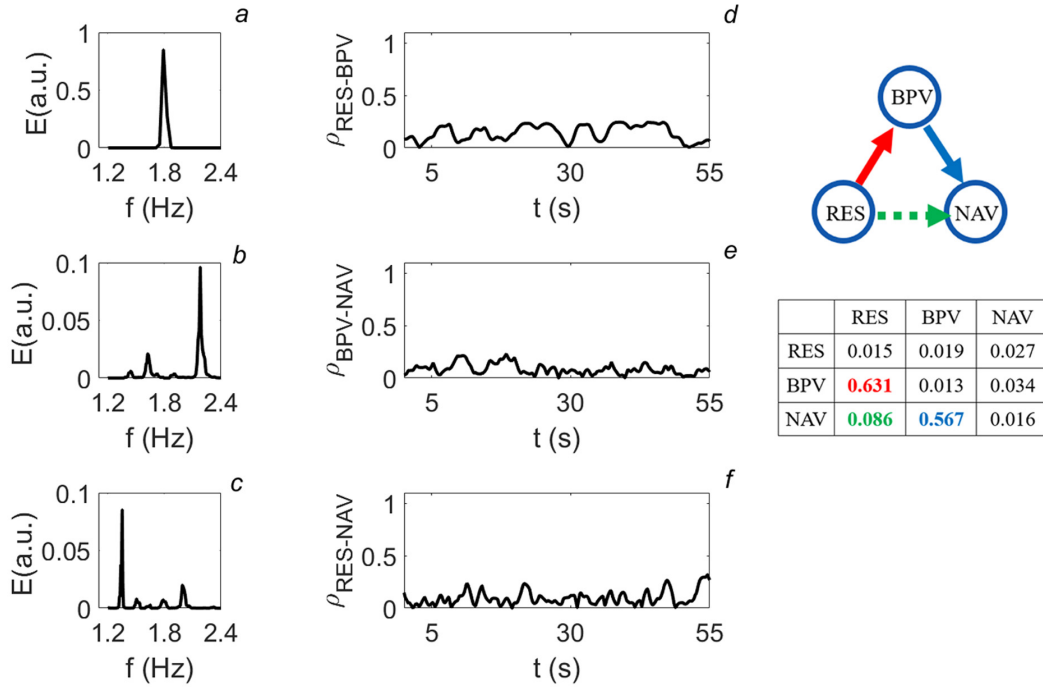 a
E(a.u.)
1
0.5
0
1.2 1.8 2.4
f (Hz)
d
ρRES-BPV
1
0.5
0
5 30 55
t (s)
b
E(a.u.)
0.1
0.05
0
1.2 1.8 2.4
f (Hz)
e
ρBPV-NAV
1
0.5
0
5 30 55
t (s)
c
E(a.u.)
0.1
0.05
0
1.2 1.8 2.4
f (Hz)
f
ρRES-NAV
1
0.5
0
5 30 55
t (s)
BPV
RES
NAV
RES BPV NAV
RES 0.015 0.019 0.027
BPV 0.631 0.013 0.034
NAV 0.086 0.567 0.016